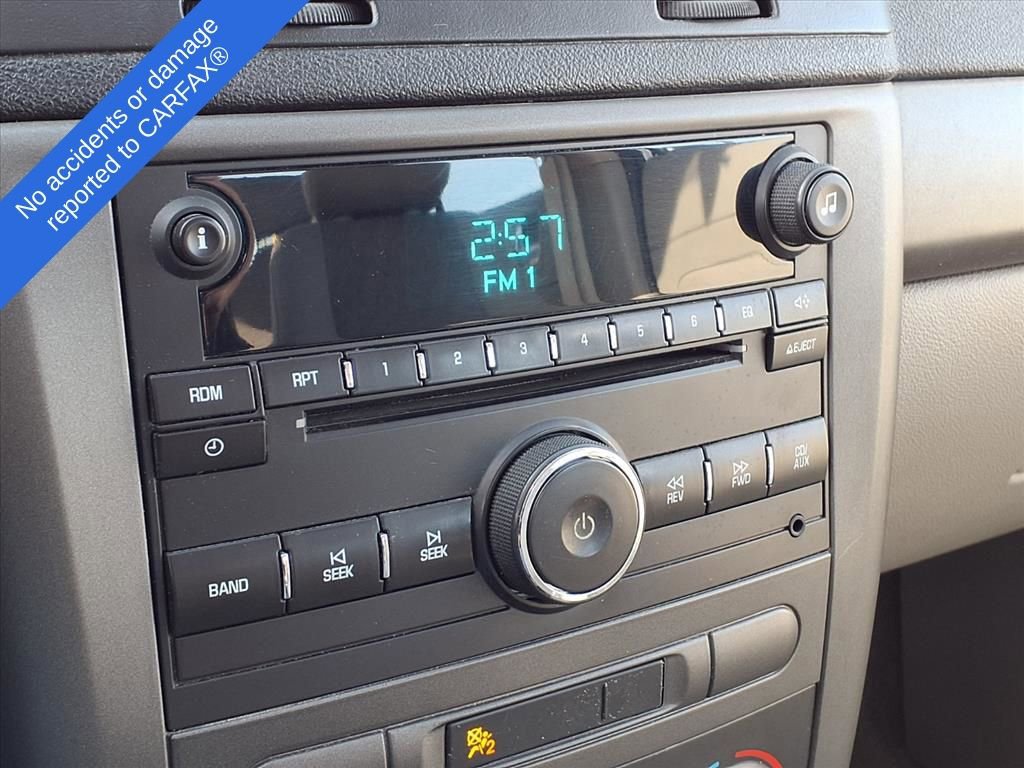 No accidents or damage
reported to CARFAX®
i
2:57
FM 1
RDM
RPT
1
2
3
4
5
6
EQ
EJECT
BAND
SEEK
SEEK
REV
FWD
CD/
AUX
2